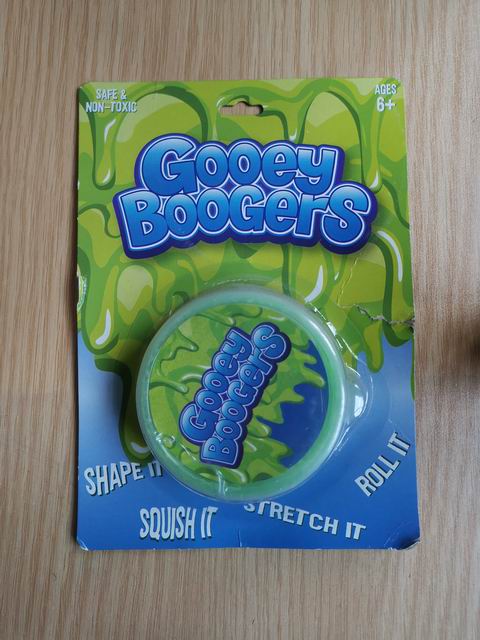 SAFE &
NON-TOXIC
AGES
6+
Gooey
Boogers
Gooey
Boogers
SHAPE IT
SQUISH IT
STRETCH IT
ROLL IT